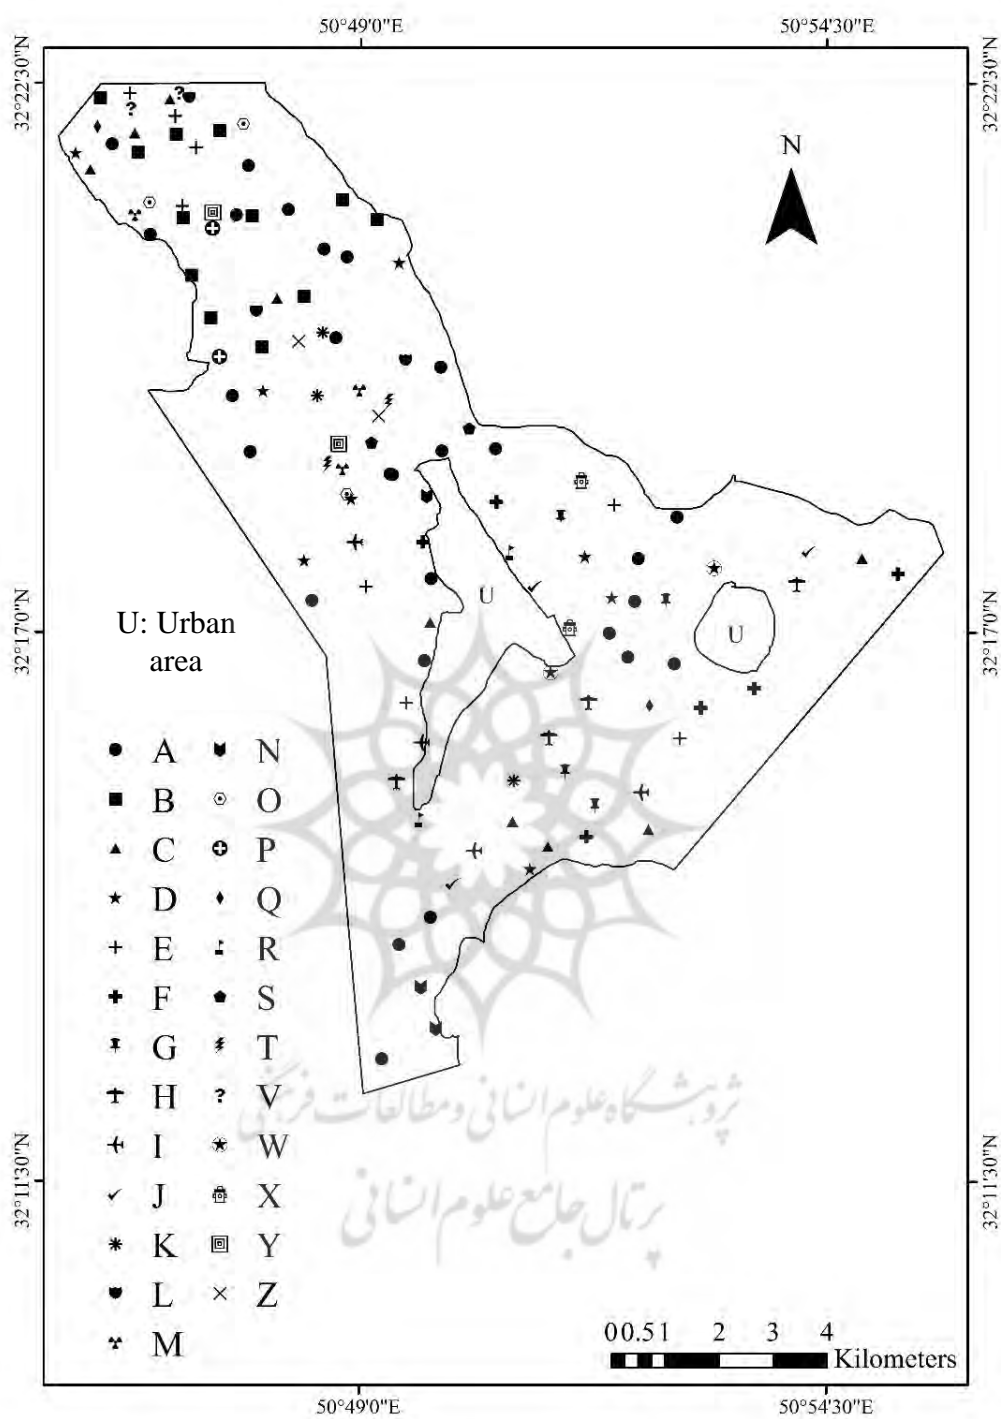 50°49'0"E 50°54'30"E
32°22'30"N 32°22'30"N
N
U
U
32°17'0"N 32°17'0"N
U: Urban
area
A N
B O
C P
D Q
E R
F S
G T
H V
I W
J X
K Y
L Z
M
? ?
پژوهشگاه علوم انسانی و مطالعات فرهنگی
پرتال جامع علوم انسانی
32°11'30"N 32°11'30"N
0 0.5 1 2 3 4
Kilometers
50°49'0"E 50°54'30"E